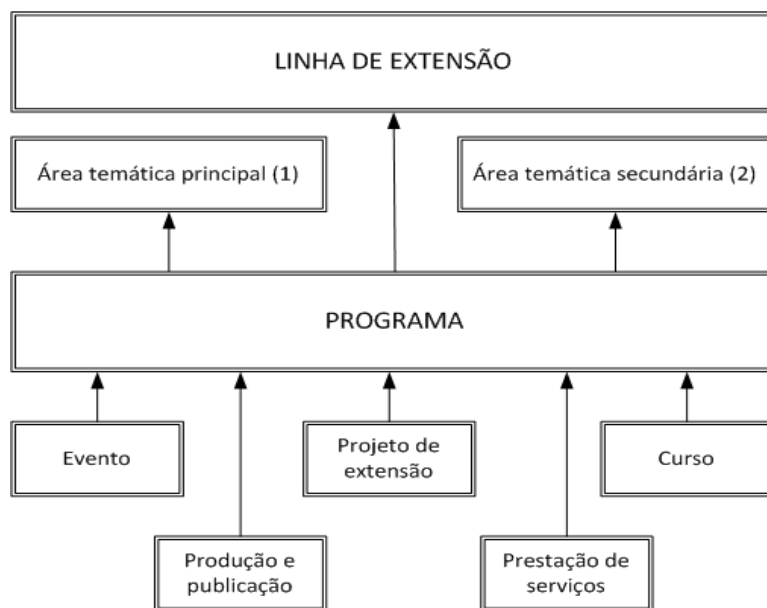 LINHA DE EXTENSÃO
Área temática principal (1)
Área temática secundária (2)
PROGRAMA
Evento
Projeto de
extensão
Curso
Produção e
publicação
Prestação de
serviços